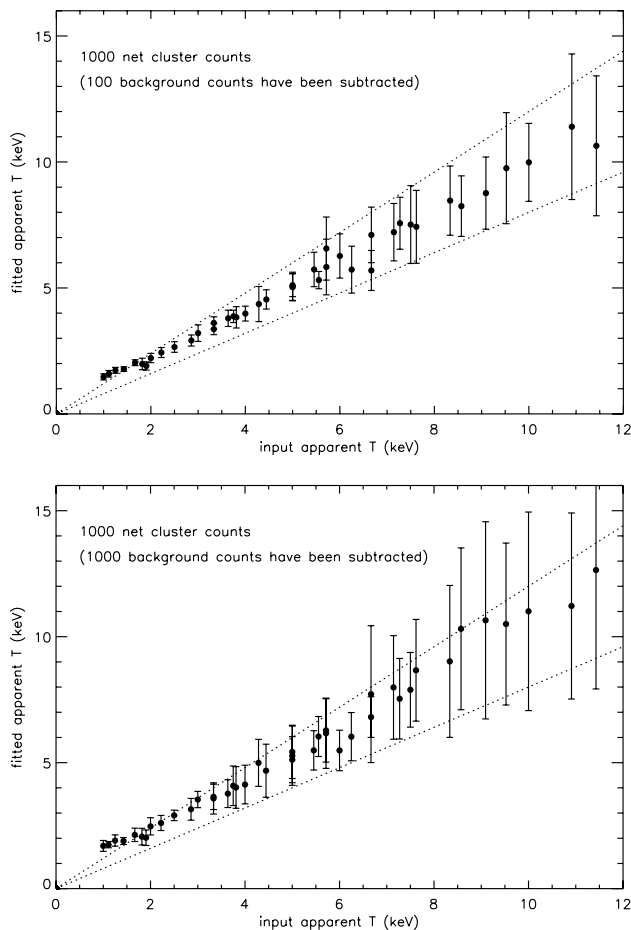 15
1000 net cluster counts
(100 background counts have been subtracted)
10
fitted apparent T (keV)
5
0
0 2 4 6 8 10 12
input apparent T (keV)
15
1000 net cluster counts
(1000 background counts have been subtracted)
10
fitted apparent T (keV)
5
0
0 2 4 6 8 10 12
input apparent T (keV)